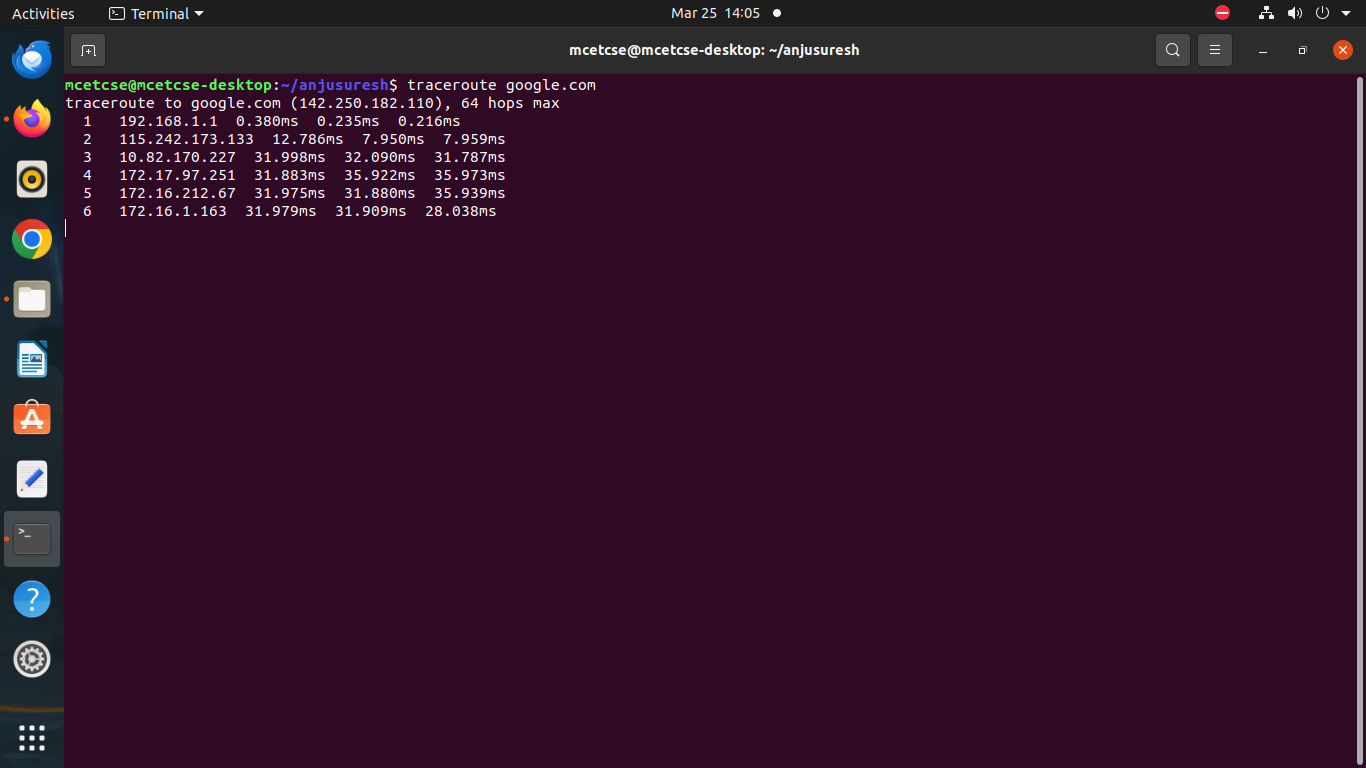 Activities
Terminal
Mar 25 14:05
mcetcse@mcetcse-desktop: ~/anjusuresh
mcetcse@mcetcse-desktop:~/anjusuresh$ traceroute google.com
traceroute to google.com (142.250.182.110), 64 hops max
1 192.168.1.1 0.380ms 0.235ms 0.216ms
2 115.242.173.133 12.786ms 7.950ms 7.959ms
3 10.82.170.227 31.998ms 32.090ms 31.787ms
4 172.17.97.251 31.883ms 35.922ms 35.973ms
5 172.16.212.67 31.975ms 31.880ms 35.939ms
6 172.16.1.163 31.979ms 31.909ms 28.038ms